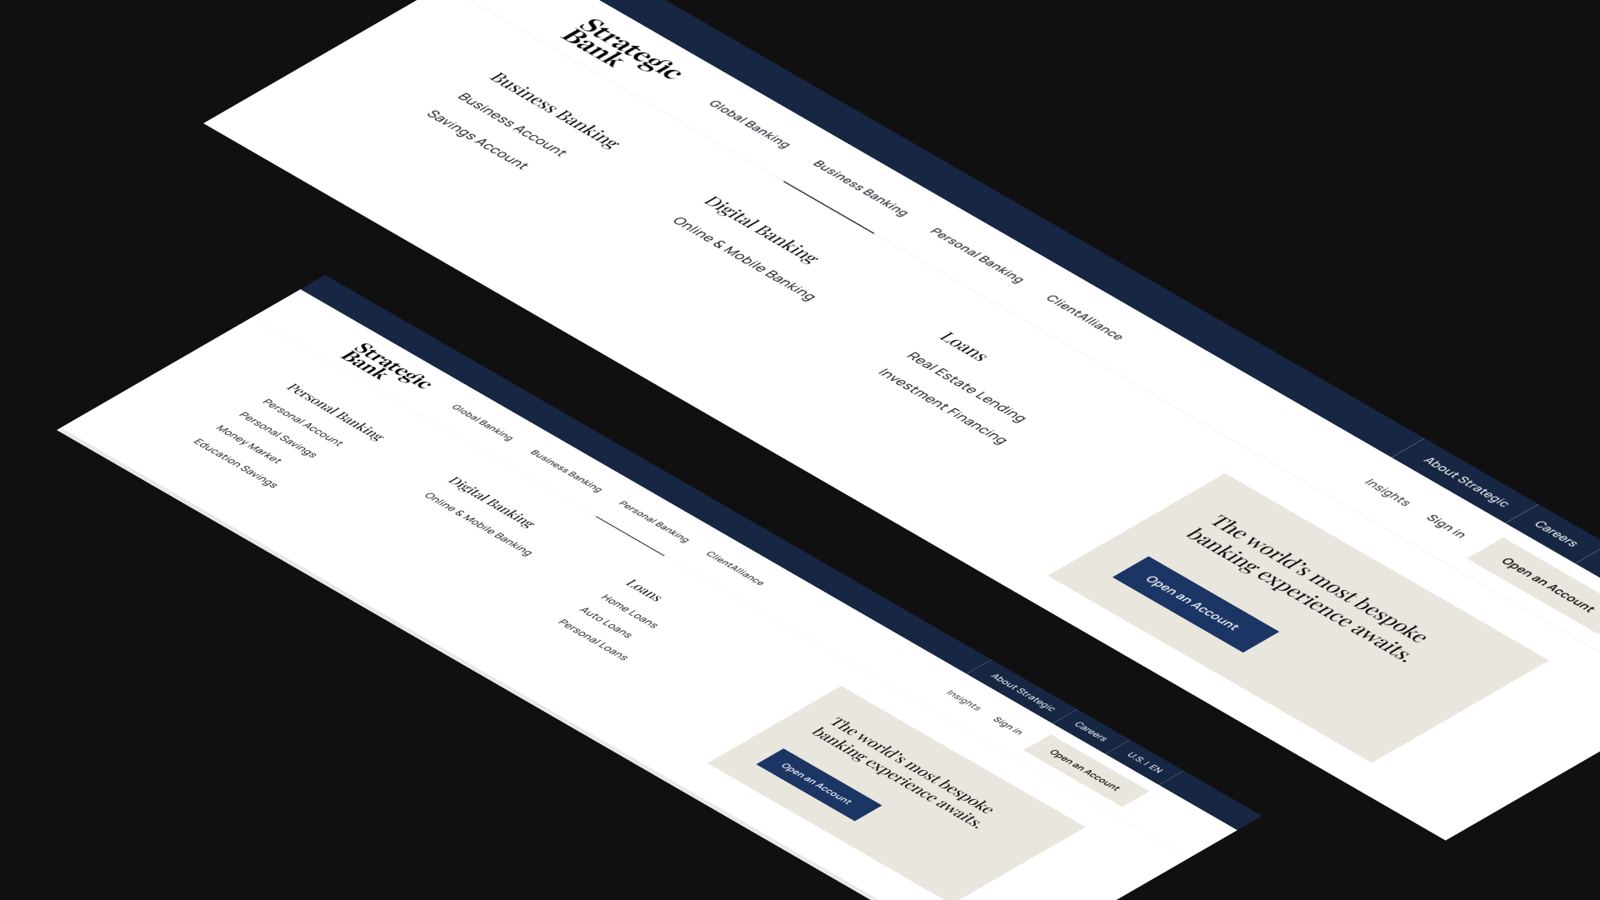 Strategic
Bank
Global Banking
Business Banking
Personal Banking
ClientAlliance
Insights
Sign in
Open an Account
About Strategic
Careers
Business Banking
Business Account
Savings Account
Digital Banking
Online & Mobile Banking
Loans
Real Estate Lending
Investment Financing
The world's most bespoke
banking experience awaits.
Open an Account
Strategic
Bank
Global Banking
Business Banking
Personal Banking
ClientAlliance
Insights
Sign in
Open an Account
About Strategic
Careers
U.S. | EN
Personal Banking
Personal Account
Personal Savings
Money Market
Education Savings
Digital Banking
Online & Mobile Banking
Loans
Home Loans
Auto Loans
Personal Loans
The world's most bespoke
banking experience awaits.
Open an Account